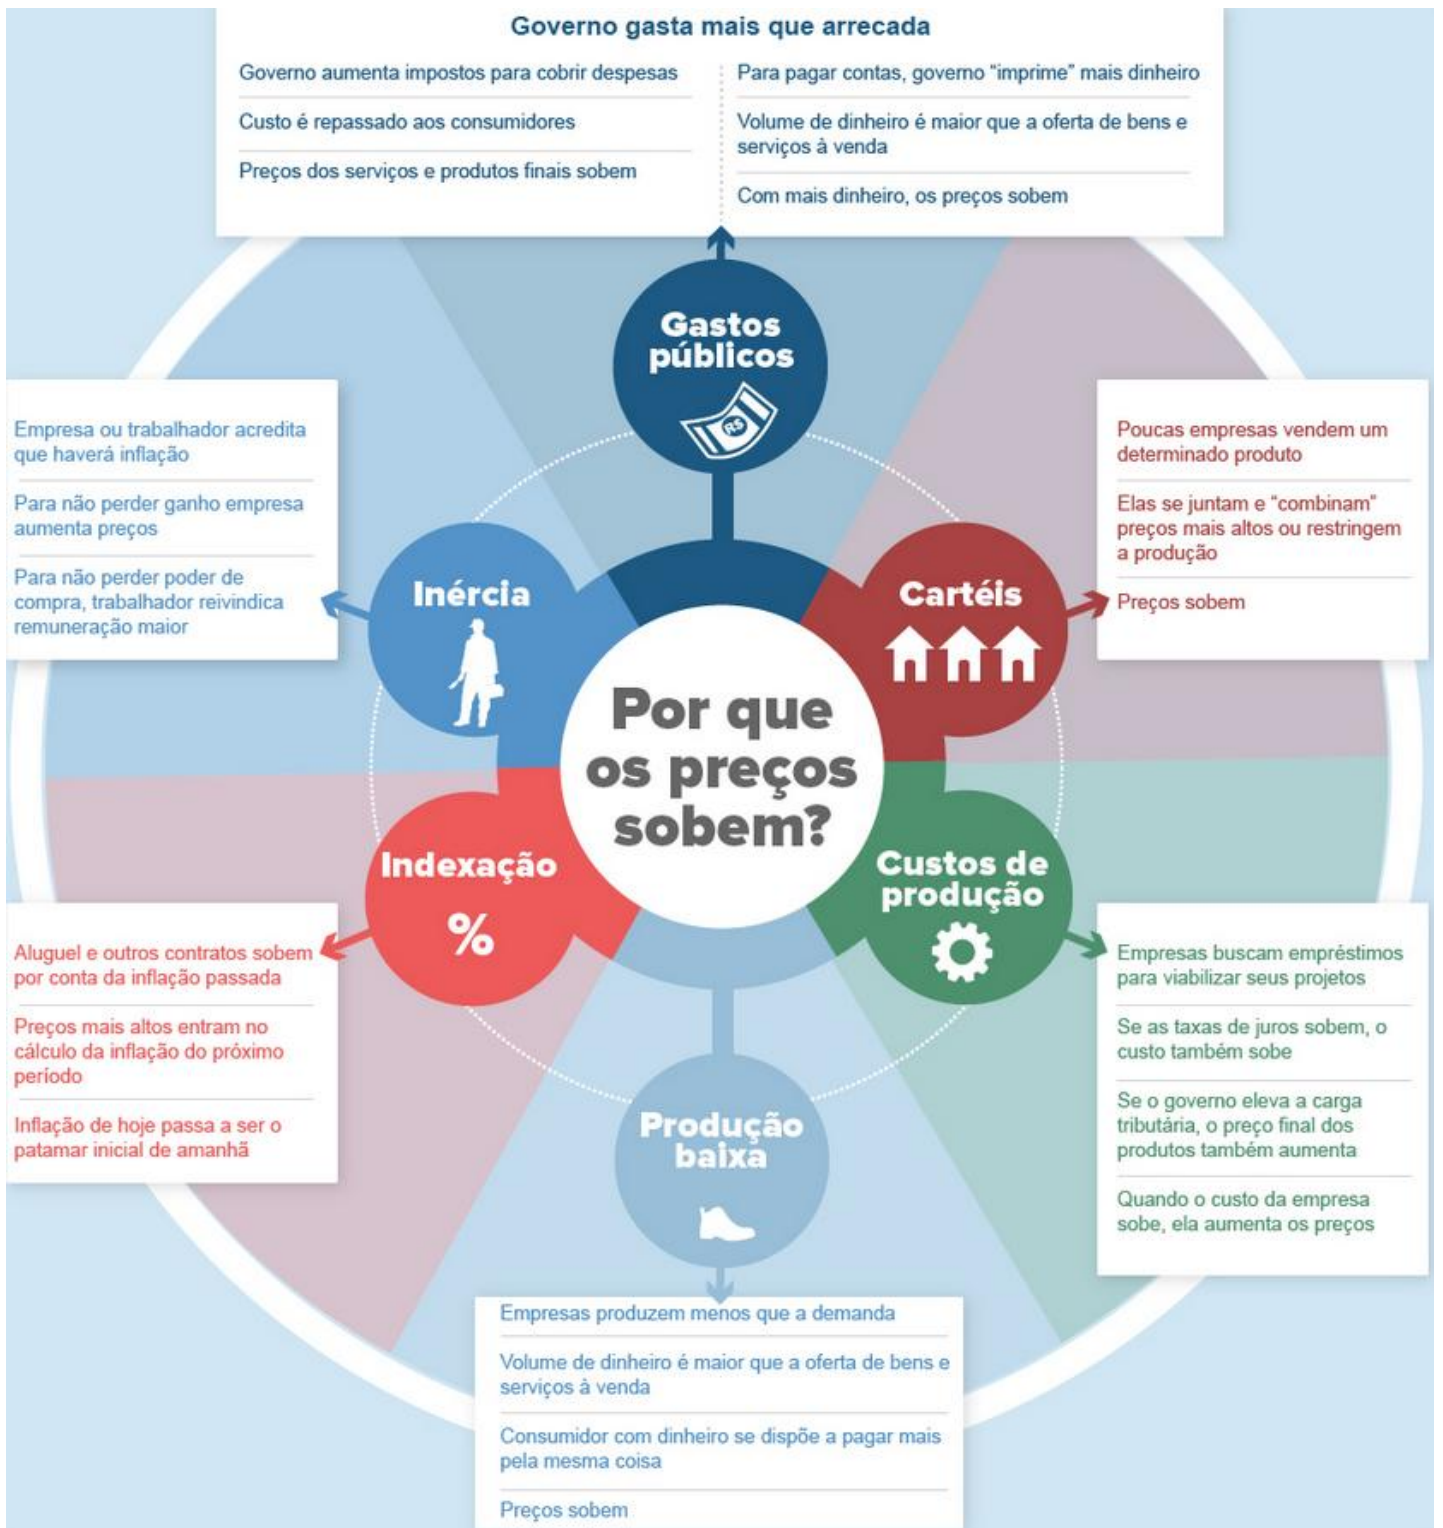 Governo gasta mais que arrecada
Governo aumenta impostos para cobrir despesas
Custo é repassado aos consumidores
Preços dos serviços e produtos finais sobem
Para pagar contas, governo “imprime” mais dinheiro
Volume de dinheiro é maior que a oferta de bens e
serviços à venda
Com mais dinheiro, os preços sobem
Gastos
públicos
R$
Empresa ou trabalhador acredita
que haverá inflação
Para não perder ganho empresa
aumenta preços
Para não perder poder de
compra, trabalhador reivindica
remuneração maior
Inércia
Cartéis
Poucas empresas vendem um
determinado produto
Elas se juntam e “combinam”
preços mais altos ou restringem
a produção
Preços sobem
Por que
os preços
sobem?
Indexação
%
Custos de
produção
Aluguel e outros contratos sobem
por conta da inflação passada
Preços mais altos entram no
cálculo da inflação do próximo
período
Inflação de hoje passa a ser o
patamar inicial de amanhã
Empresas buscam empréstimos
para viabilizar seus projetos
Se as taxas de juros sobem, o
custo também sobe
Se o governo eleva a carga
tributária, o preço final dos
produtos também aumenta
Quando o custo da empresa
sobe, ela aumenta os preços
Produção
baixa
Empresas produzem menos que a demanda
Volume de dinheiro é maior que a oferta de bens e
serviços à venda
Consumidor com dinheiro se dispõe a pagar mais
pela mesma coisa
Preços sobem